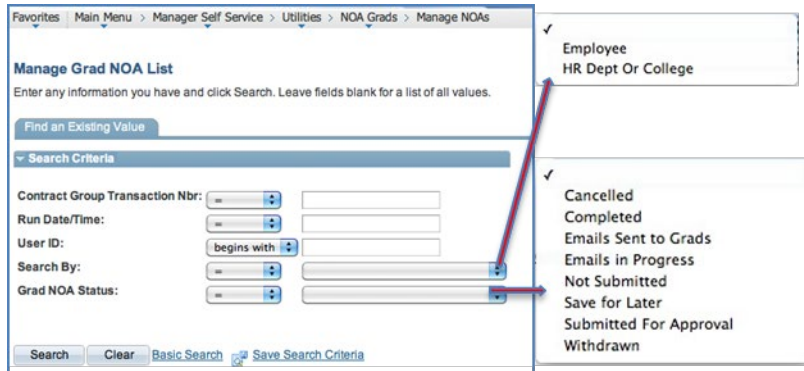 Favorites Main Menu > Manager Self Service > Utilities > NOA Grads > Manage NOAs
Manage Grad NOA List
Enter any information you have and click Search. Leave fields blank for a list of all values.
Find an Existing Value
Search Criteria
Contract Group Transaction Nbr: =
Run Date/Time: =
User ID: begins with
Search By: =
Grad NOA Status: =
Search Clear Basic Search Save Search Criteria
✓
Employee
HR Dept Or College
✓
Cancelled
Completed
Emails Sent to Grads
Emails in Progress
Not Submitted
Save for Later
Submitted For Approval
Withdrawn